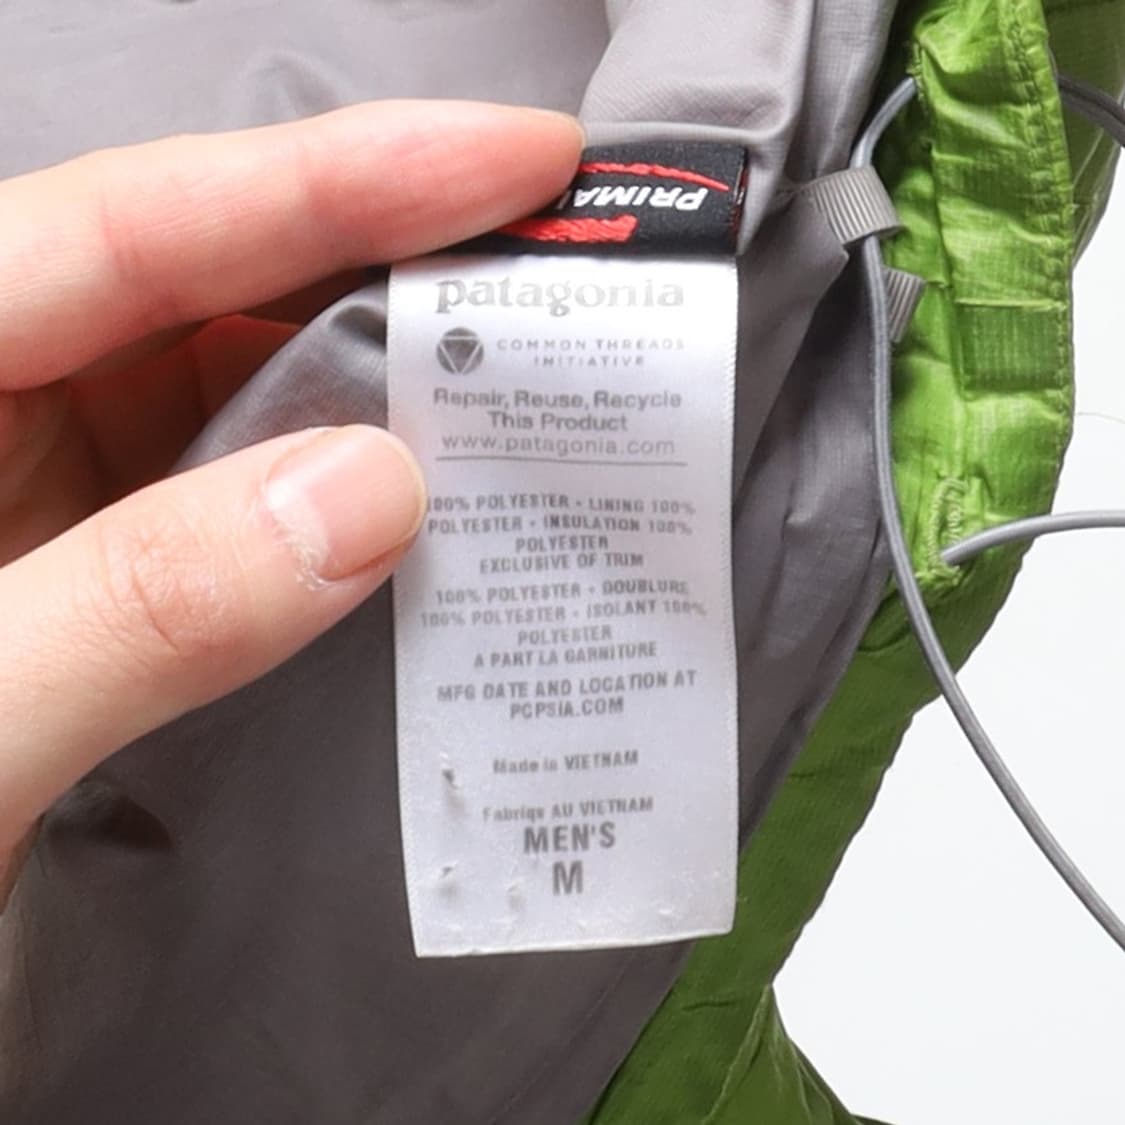 PRIMA
patagonia
COMMON THREADS
INITIATIVE
Repair, Reuse, Recycle
This Product
www.patagonia.com
100% POLYESTER • LINING 100%
POLYESTER • INSULATION 100%
POLYESTER
EXCLUSIVE OF TRIM
100% POLYESTER • DOUBLURE
100% POLYESTER • ISOLANT 100%
POLYESTER
A PART LA GARNITURE
MFG DATE AND LOCATION AT
PCPSIA.COM
Made in VIETNAM
Fabriqe AU VIETNAM
MEN'S
M